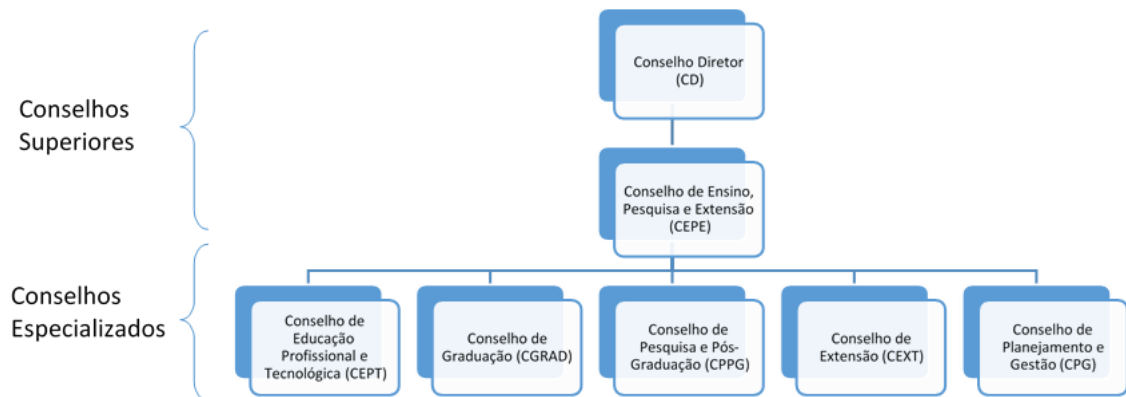 Conselhos
Superiores
Conselho Diretor
(CD)
Conselho de Ensino,
Pesquisa e Extensão
(CEPE)
Conselhos
Especializados
Conselho de
Educação
Profissional e
Tecnológica (CEPT)
Conselho de
Graduação (CGRAD)
Conselho de
Pesquisa e Pós-
Graduação (CPPG)
Conselho de
Extensão (CEXT)
Conselho de
Planejamento e
Gestão (CPG)